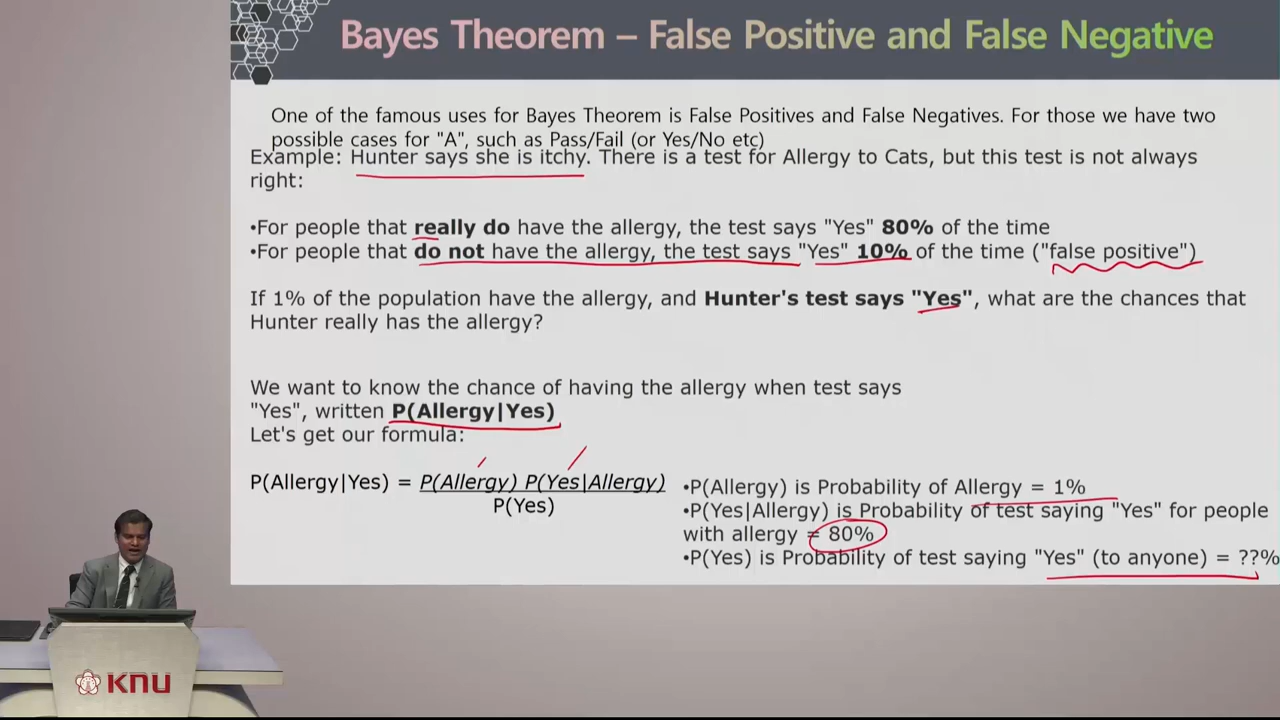 Bayes Theorem – False Positive and False Negative
One of the famous uses for Bayes Theorem is False Positives and False Negatives. For those we have two
possible cases for "A", such as Pass/Fail (or Yes/No etc)
Example: Hunter says she is itchy. There is a test for Allergy to Cats, but this test is not always
right:
•For people that really do have the allergy, the test says "Yes" 80% of the time
•For people that do not have the allergy, the test says "Yes" 10% of the time ("false positive")
If 1% of the population have the allergy, and Hunter's test says "Yes", what are the chances that
Hunter really has the allergy?
We want to know the chance of having the allergy when test says
"Yes", written P(Allergy|Yes)
Let's get our formula:
P(Allergy|Yes) = P(Allergy) P(Yes|Allergy)
P(Yes)
•P(Allergy) is Probability of Allergy = 1%
•P(Yes|Allergy) is Probability of test saying "Yes" for people
with allergy = 80%
•P(Yes) is Probability of test saying "Yes" (to anyone) = ??%
KNU